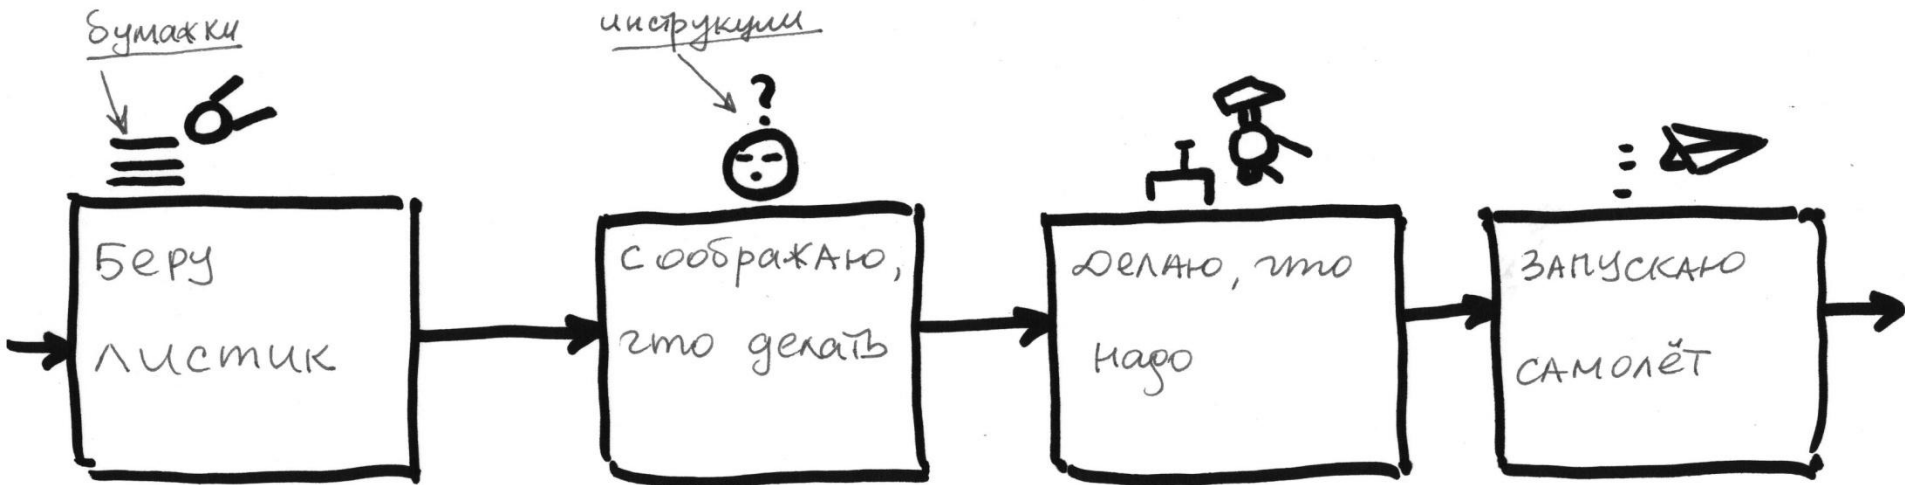 бумажки
инструкции
?
Беру
листик
соображаю,
что делать
делаю, что
надо
запускаю
самолёт